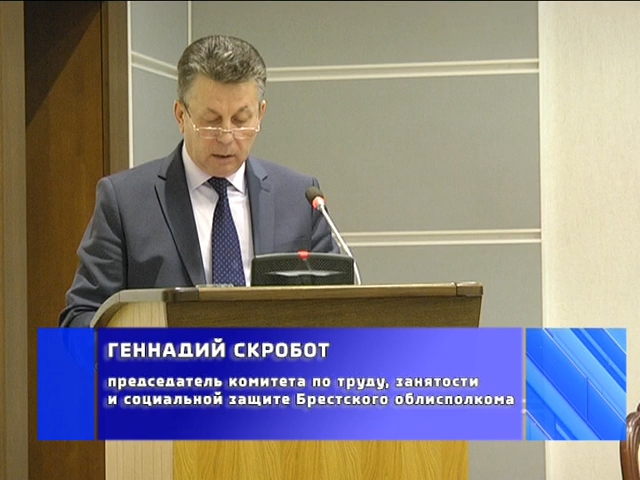 ГЕННАДИЙ СКРОБОТ
председатель комитета по труду, занятости
и социальной защите Брестского облисполкома